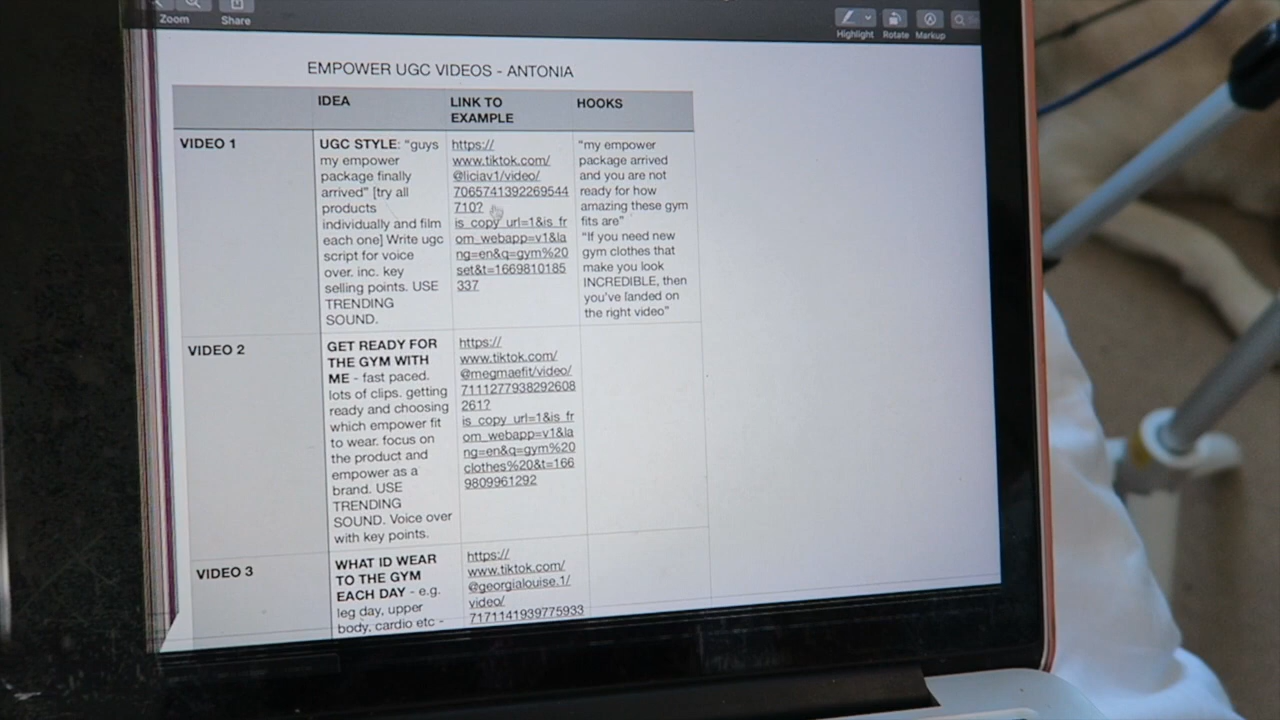 Zoom
Share
Highlight
Rotate
Markup
EMPOWER UGC VIDEOS - ANTONIA
IDEA
LINK TO
EXAMPLE
HOOKS
VIDEO 1
UGC STYLE: “guys
my empower
package finally
arrived” [try all
products
individually and film
each one] Write ugc
script for voice
over. inc. key
selling points. USE
TRENDING
SOUND.
https://
www.tiktok.com/
@liciav1/video/
7065741392269544
710?
is_copy_url=1&is_fr
om_webapp=v1&la
ng=en&q=gym%20
set&t=1669810185
337
“my empower
package arrived
and you are not
ready for how
amazing these gym
fits are”
“If you need new
gym clothes that
make you look
INCREDIBLE, then
you've landed on
the right video”
VIDEO 2
GET READY FOR
THE GYM WITH
ME - fast paced.
lots of clips. getting
ready and choosing
which empower fit
to wear. focus on
the product and
empower as a
brand. USE
TRENDING
SOUND. Voice over
with key points.
https://
www.tiktok.com/
@megmaefit/video/
7111277938292608
261?
is_copy_url=1&is_fr
om_webapp=v1&la
ng=en&q=gym%20
clothes%20&t=166
9809961292
VIDEO 3
WHAT ID WEAR
TO THE GYM
EACH DAY - e.g.
leg day, upper
body, cardio etc -
https://
www.tiktok.com/
@georgialouise.1/
video/
7171141939775933